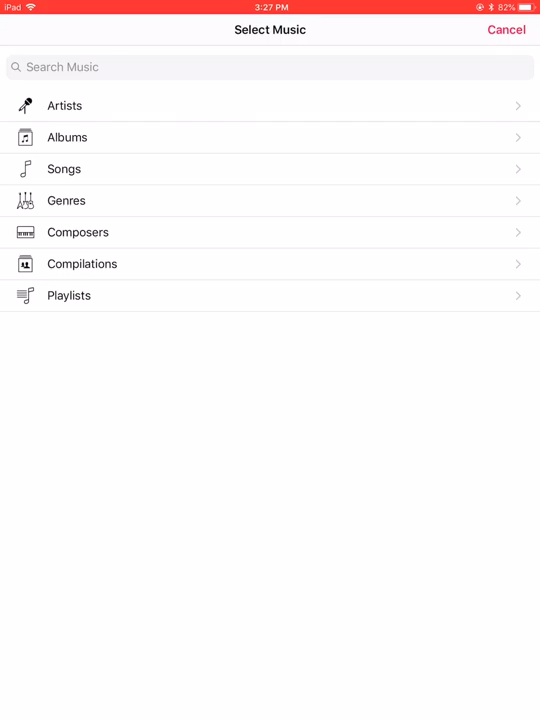 iPad 3:27 PM 82%
Select Music Cancel
Search Music
Artists
Albums
Songs
Genres
Composers
Compilations
Playlists